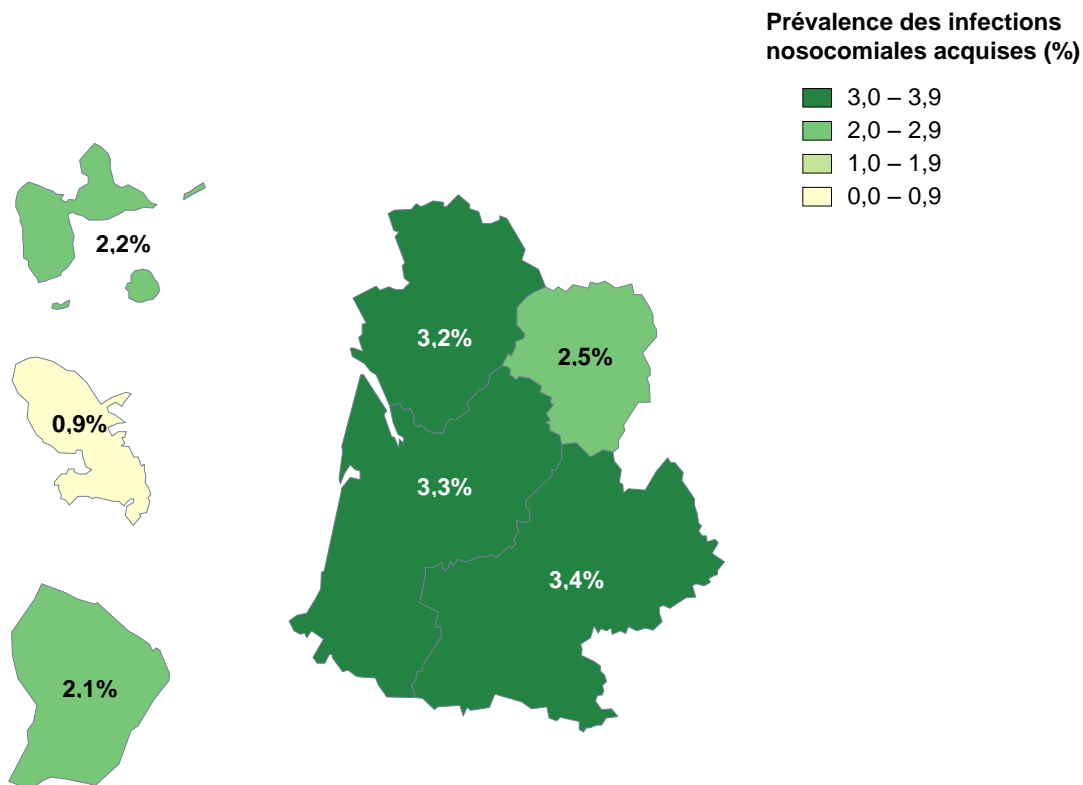 Prévalence des infections
nosocomiales acquises (%)
3,0 – 3,9
2,0 – 2,9
1,0 – 1,9
0,0 – 0,9
2,2%
3,2%
2,5%
0,9%
3,3%
3,4%
2,1%